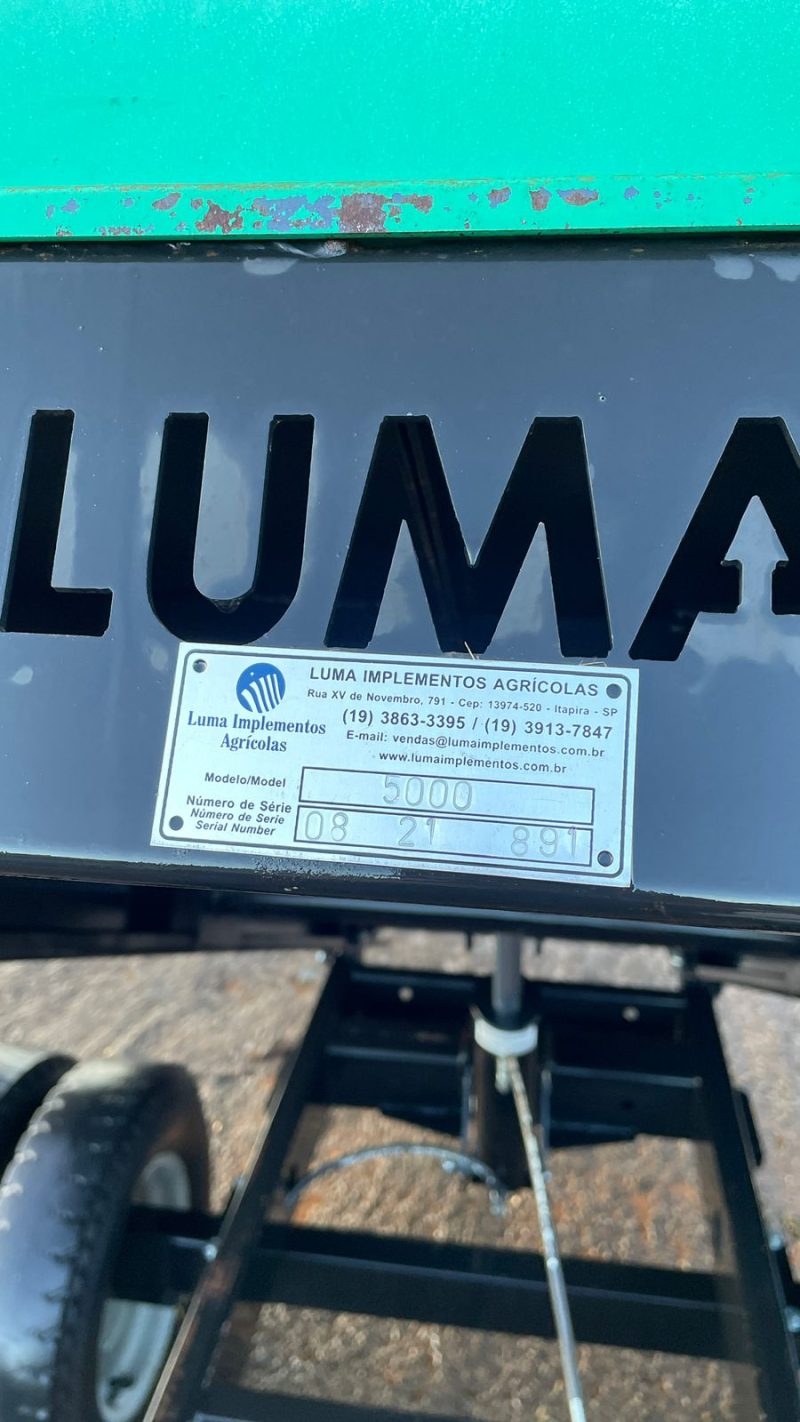 LUMA
LUMA IMPLEMENTOS AGRÍCOLAS
Rua XV de Novembro, 791 - Cep: 13974-520 - Itapira - SP
(19) 3863-3395 / (19) 3913-7847
E-mail: vendas@lumaimplementos.com.br
www.lumaimplementos.com.br
Luma Implementos
Agrícolas
Modelo/Model 5000
Número de Série
Número de Serie
Serial Number
08 21 891